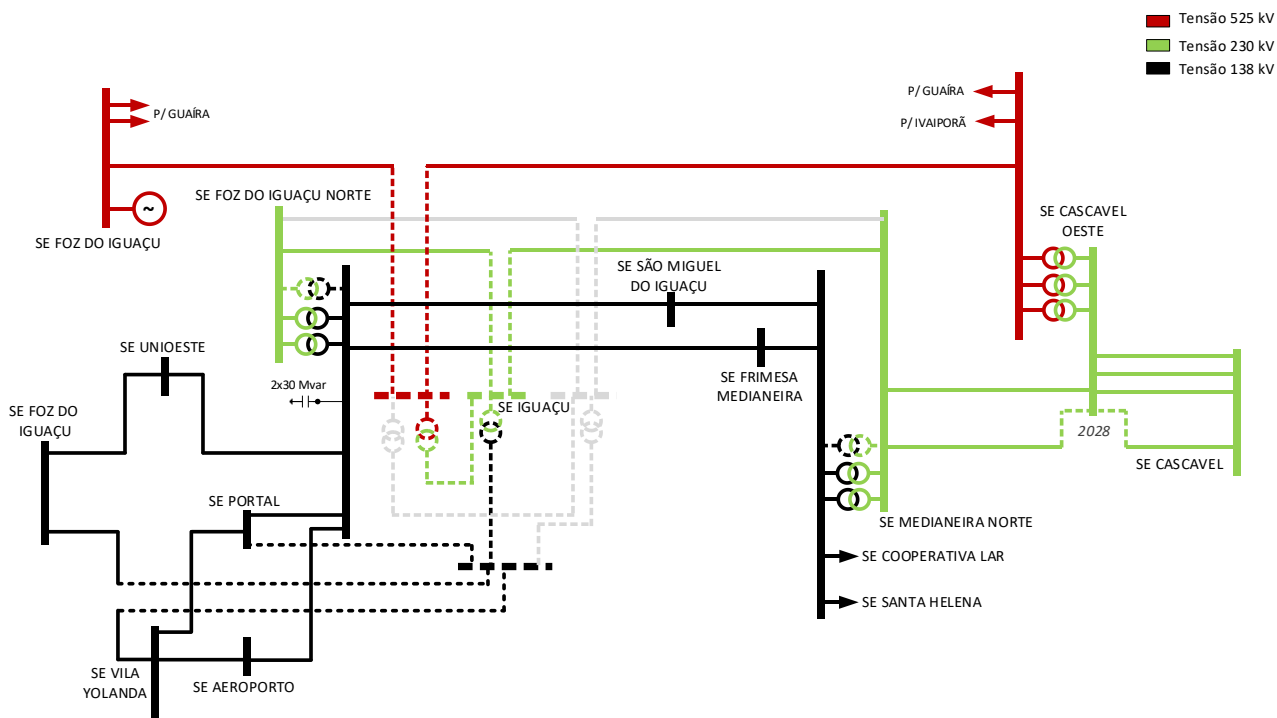 Tensão 525 kV
Tensão 230 kV
Tensão 138 kV
P/ GUAÍRA
P/ GUAÍRA
P/ IVAIPORÃ
SE FOZ DO IGUAÇU NORTE
~
SE FOZ DO IGUAÇU
SE CASCAVEL
OESTE
SE SÃO MIGUEL
DO IGUAÇU
SE UNIOESTE
2x30 Mvar
SE FRIMESA
MEDIANEIRA
SE FOZ DO
IGUAÇU
SE IGUAÇU
2028
SE CASCAVEL
SE PORTAL
SE MEDIANEIRA NORTE
SE COOPERATIVA LAR
SE SANTA HELENA
SE VILA
YOLANDA
SE AEROPORTO